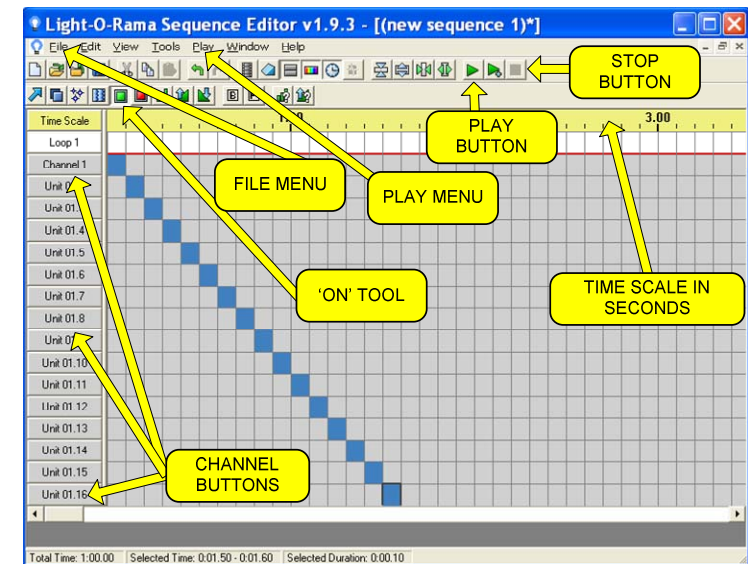 Light-O-Rama Sequence Editor v1.9.3 - [(new sequence 1)*]
File Edit View Tools Play Window Help
STOP
BUTTON
Time Scale
3.00
PLAY
BUTTON
Loop 1
Channel 1
FILE MENU
PLAY MENU
Unit 01.4
Unit 01.5
Unit 01.6
Unit 01.7
Unit 01.8
'ON' TOOL
TIME SCALE IN
SECONDS
Unit 01.10
Unit 01.11
Unit 01.12
Unit 01.13
Unit 01.14
Unit 01.15
Unit 01.16
CHANNEL
BUTTONS
Total Time: 1:00.00 Selected Time: 0:01.50 - 0:01.60 Selected Duration: 0:00.10